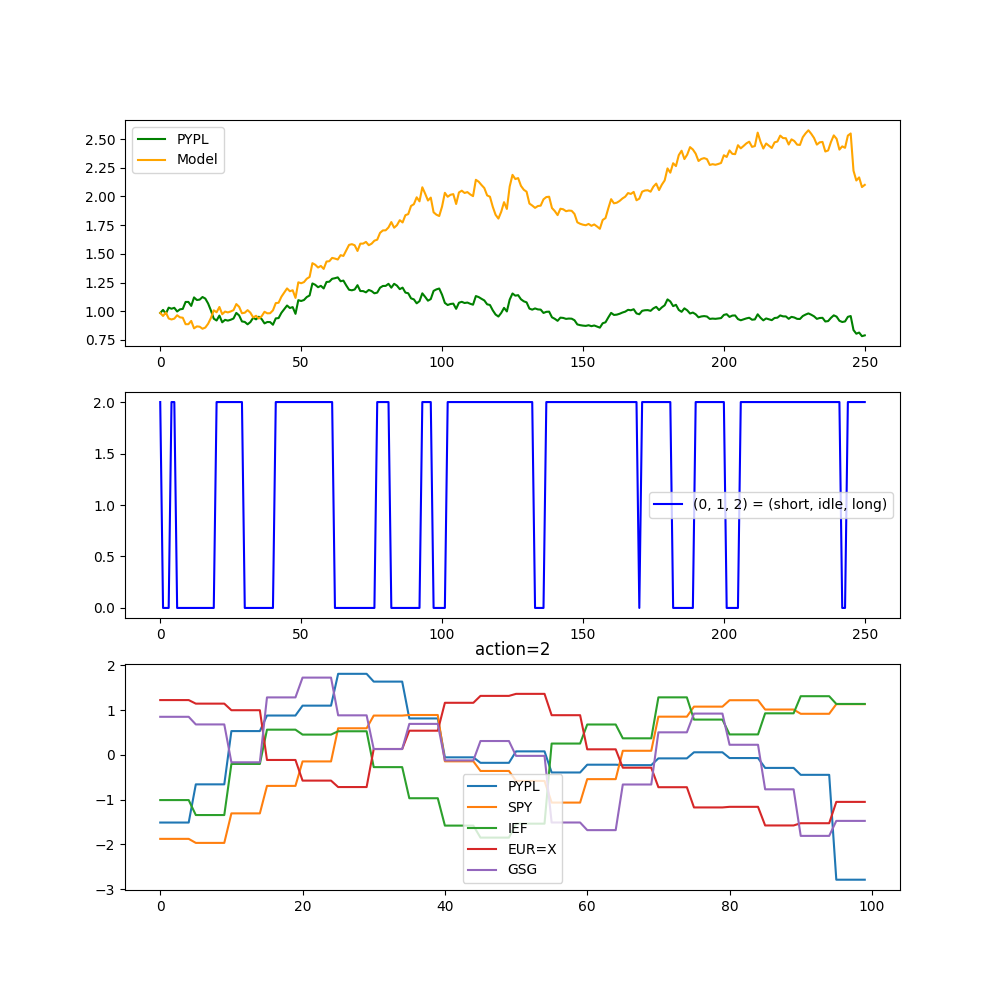 PYPL
Model
2.50
2.25
2.00
1.75
1.50
1.25
1.00
0.75
0 50 100 150 200 250
2.0
1.5
1.0
0.5
0.0
(0, 1, 2) = (short, idle, long)
0 50 100 150 200 250
action=2
2
1
0
−1
−2
−3
PYPL
SPY
IEF
EUR=X
GSG
0 20 40 60 80 100